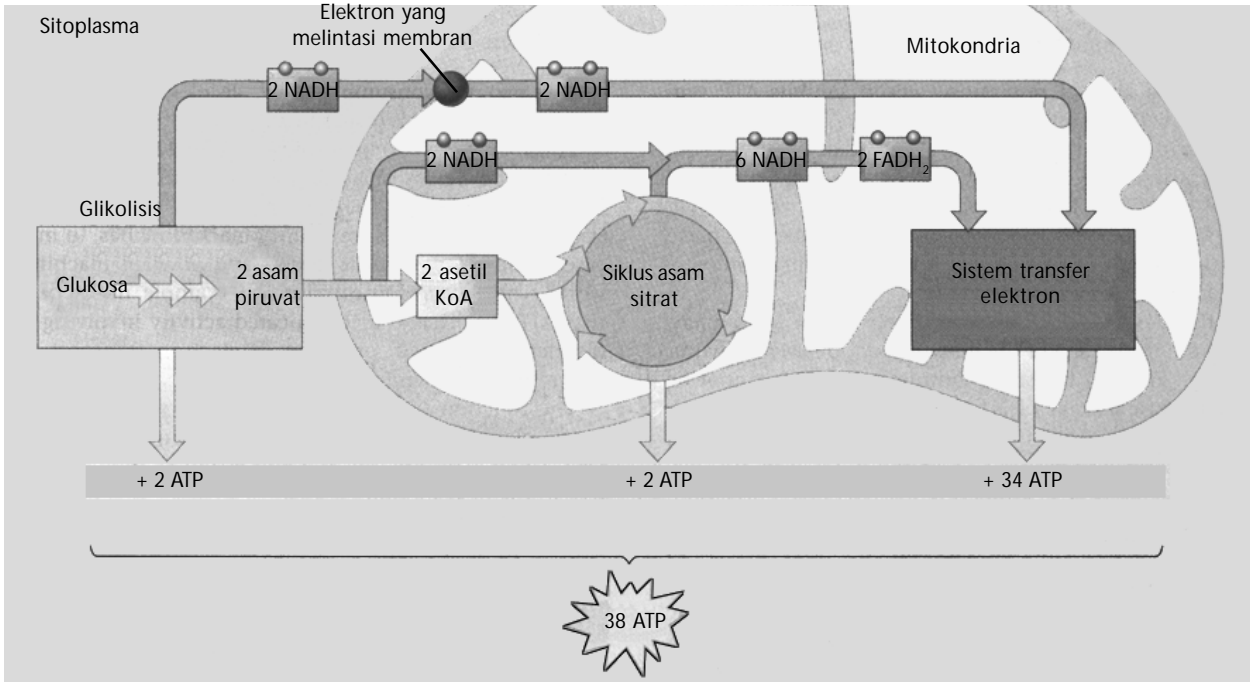 Sitoplasma
Elektron yang
melintasi membran
Mitokondria
2 NADH
2 NADH
2 NADH
6 NADH
2 FADH₂
Glikolisis
Glukosa
2 asam
piruvat
2 asetil
KoA
Siklus asam
sitrat
Sistem transfer
elektron
+ 2 ATP
+ 2 ATP
+ 34 ATP
38 ATP